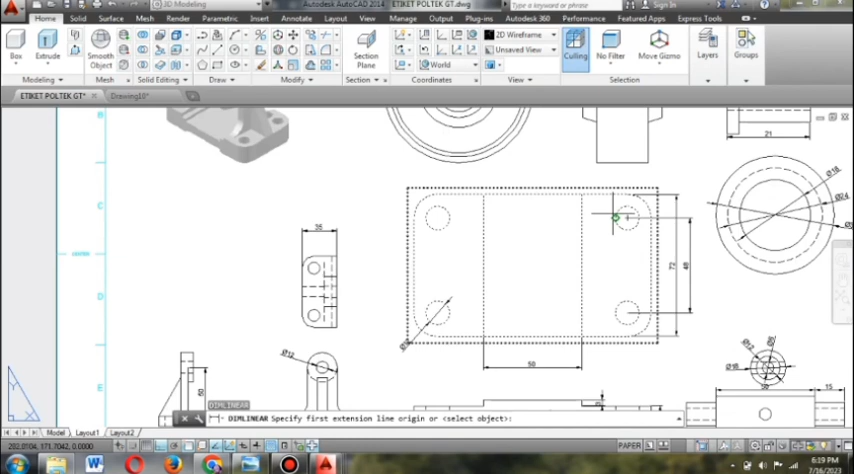 Autodesk AutoCAD 2014 ETIKET POLTEK GT.dwg
Type a keyword or phrase
Sign In
3D Modeling
Home Solid Surface Mesh Render Parametric Insert Annotate Layout View Manage Output Plug-ins Autodesk 360 Performance Featured Apps Express Tools
Box Extrude Smooth Object Section Plane
World
2D Wireframe
Unsaved View
Culling No Filter Move Gizmo Layers Groups
Modeling Mesh Solid Editing Draw Modify Section Coordinates View Selection
ETIKET POLTEK GT* Drawing10*
B
C
D
E
21
Ø18
Ø24
25
72
48
50
Ø12
50
Ø12
Ø18
50
15
DIMLINEAR
DIMLINEAR Specify first extension line origin or <select object>:
Model Layout1 Layout2
PAPER
6:19 PM
7/16/2023